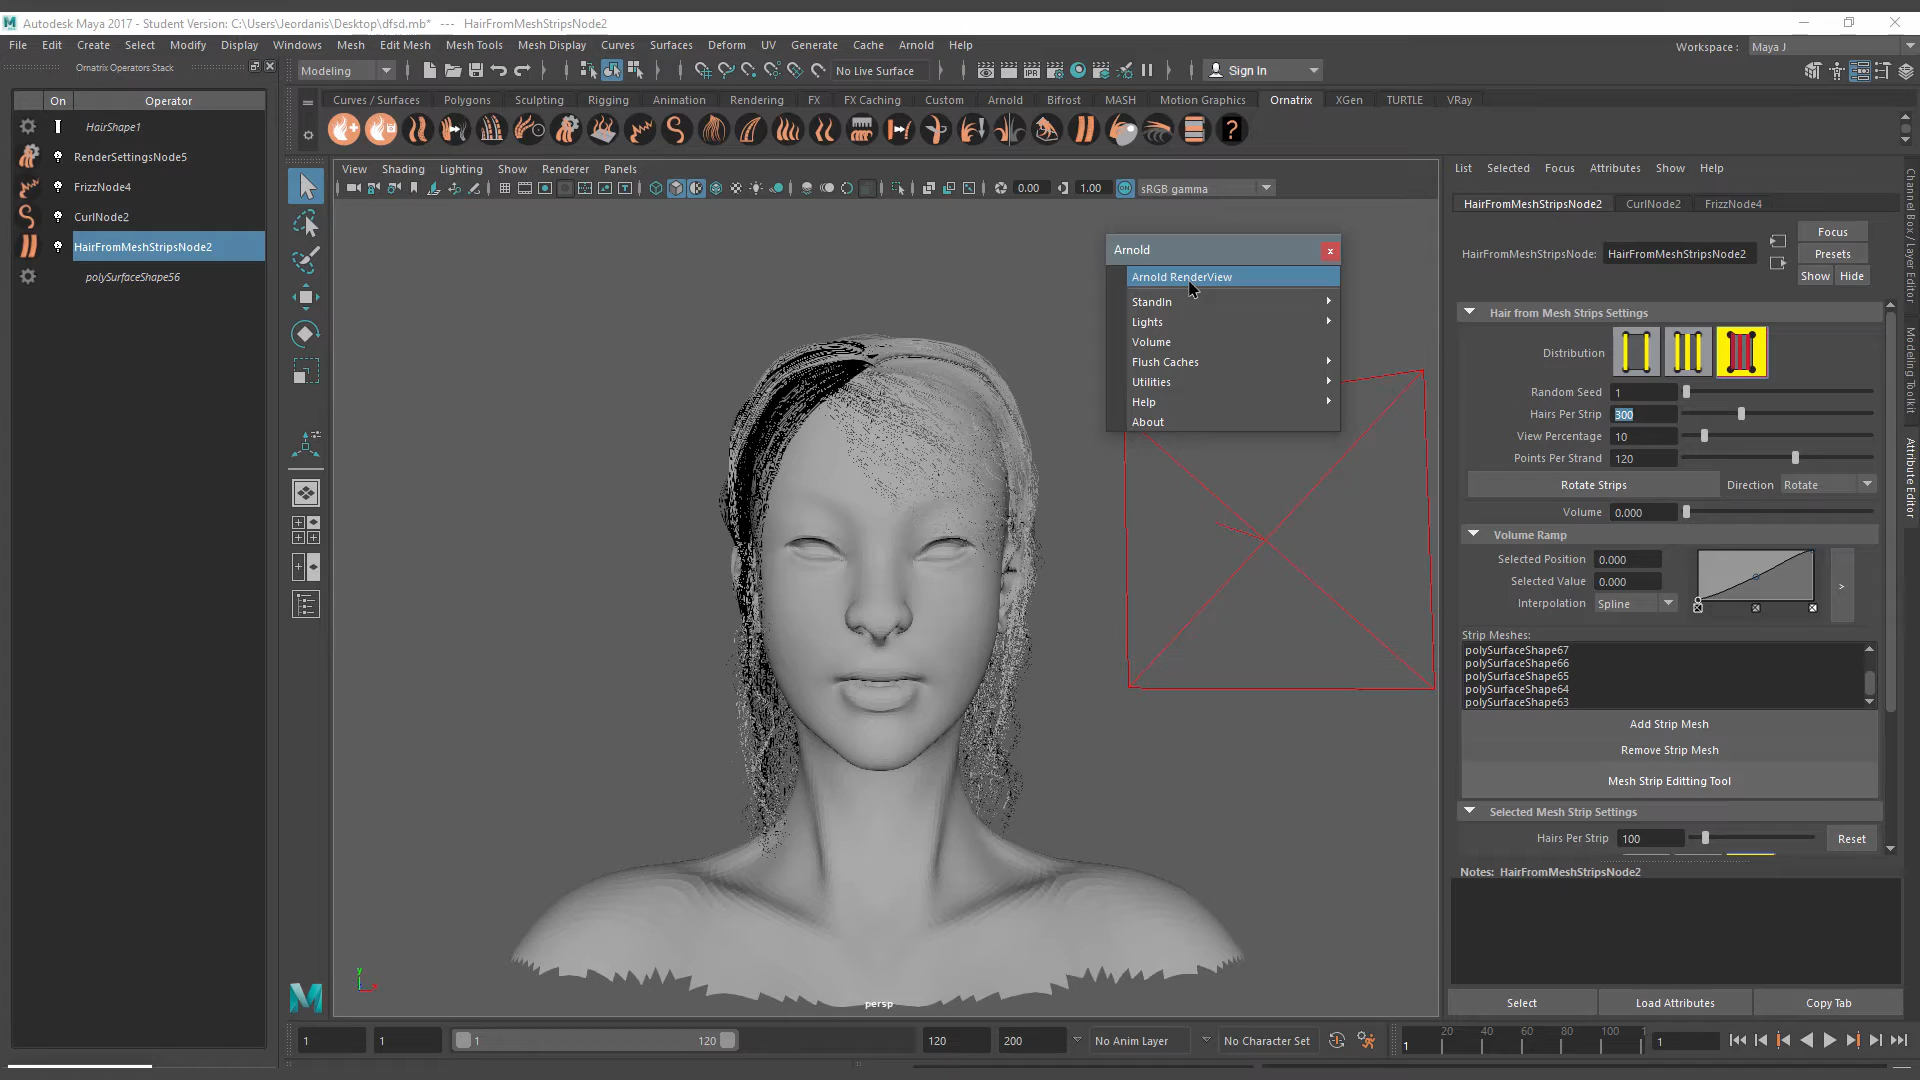 Autodesk Maya 2017 - Student Version: C:\Users\Jeordanis\Desktop\dfsd.mb*   ---   HairFromMeshStripsNode2
File Edit Create Select Modify Display Windows Mesh Edit Mesh Mesh Tools Mesh Display Curves Surfaces Deform UV Generate Cache Arnold Help
Workspace : Maya J
Ornatrix Operators Stack
Modeling
No Live Surface
Sign In
Curves / Surfaces Polygons Sculpting Rigging Animation Rendering FX FX Caching Custom Arnold Bifrost MASH Motion Graphics Ornatrix XGen TURTLE VRay
On Operator
HairShape1
RenderSettingsNode5
FrizzNode4
CurlNode2
HairFromMeshStripsNode2
polySurfaceShape56
View Shading Lighting Show Renderer Panels
0.00 1.00 ON sRGB gamma
Arnold x
Arnold RenderView
StandIn
Lights
Volume
Flush Caches
Utilities
Help
About
persp
y
List Selected Focus Attributes Show Help
HairFromMeshStripsNode2 CurlNode2 FrizzNode4
HairFromMeshStripsNode: HairFromMeshStripsNode2
Focus
Presets
Show Hide
Hair from Mesh Strips Settings
Distribution
Random Seed 1
Hairs Per Strip 300
View Percentage 10
Points Per Strand 120
Rotate Strips Direction Rotate
Volume 0.000
Volume Ramp
Selected Position 0.000
Selected Value 0.000
Interpolation Spline
>
Strip Meshes:
polySurfaceShape67
polySurfaceShape66
polySurfaceShape65
polySurfaceShape64
polySurfaceShape63
Add Strip Mesh
Remove Strip Mesh
Mesh Strip Editting Tool
Selected Mesh Strip Settings
Hairs Per Strip 100 Reset
Notes: HairFromMeshStripsNode2
Select Load Attributes Copy Tab
Channel Box / Layer Editor
Modeling Toolkit
Attribute Editor
1 1 1 120 120 200 No Anim Layer No Character Set
1 20 40 60 80 100 1
1